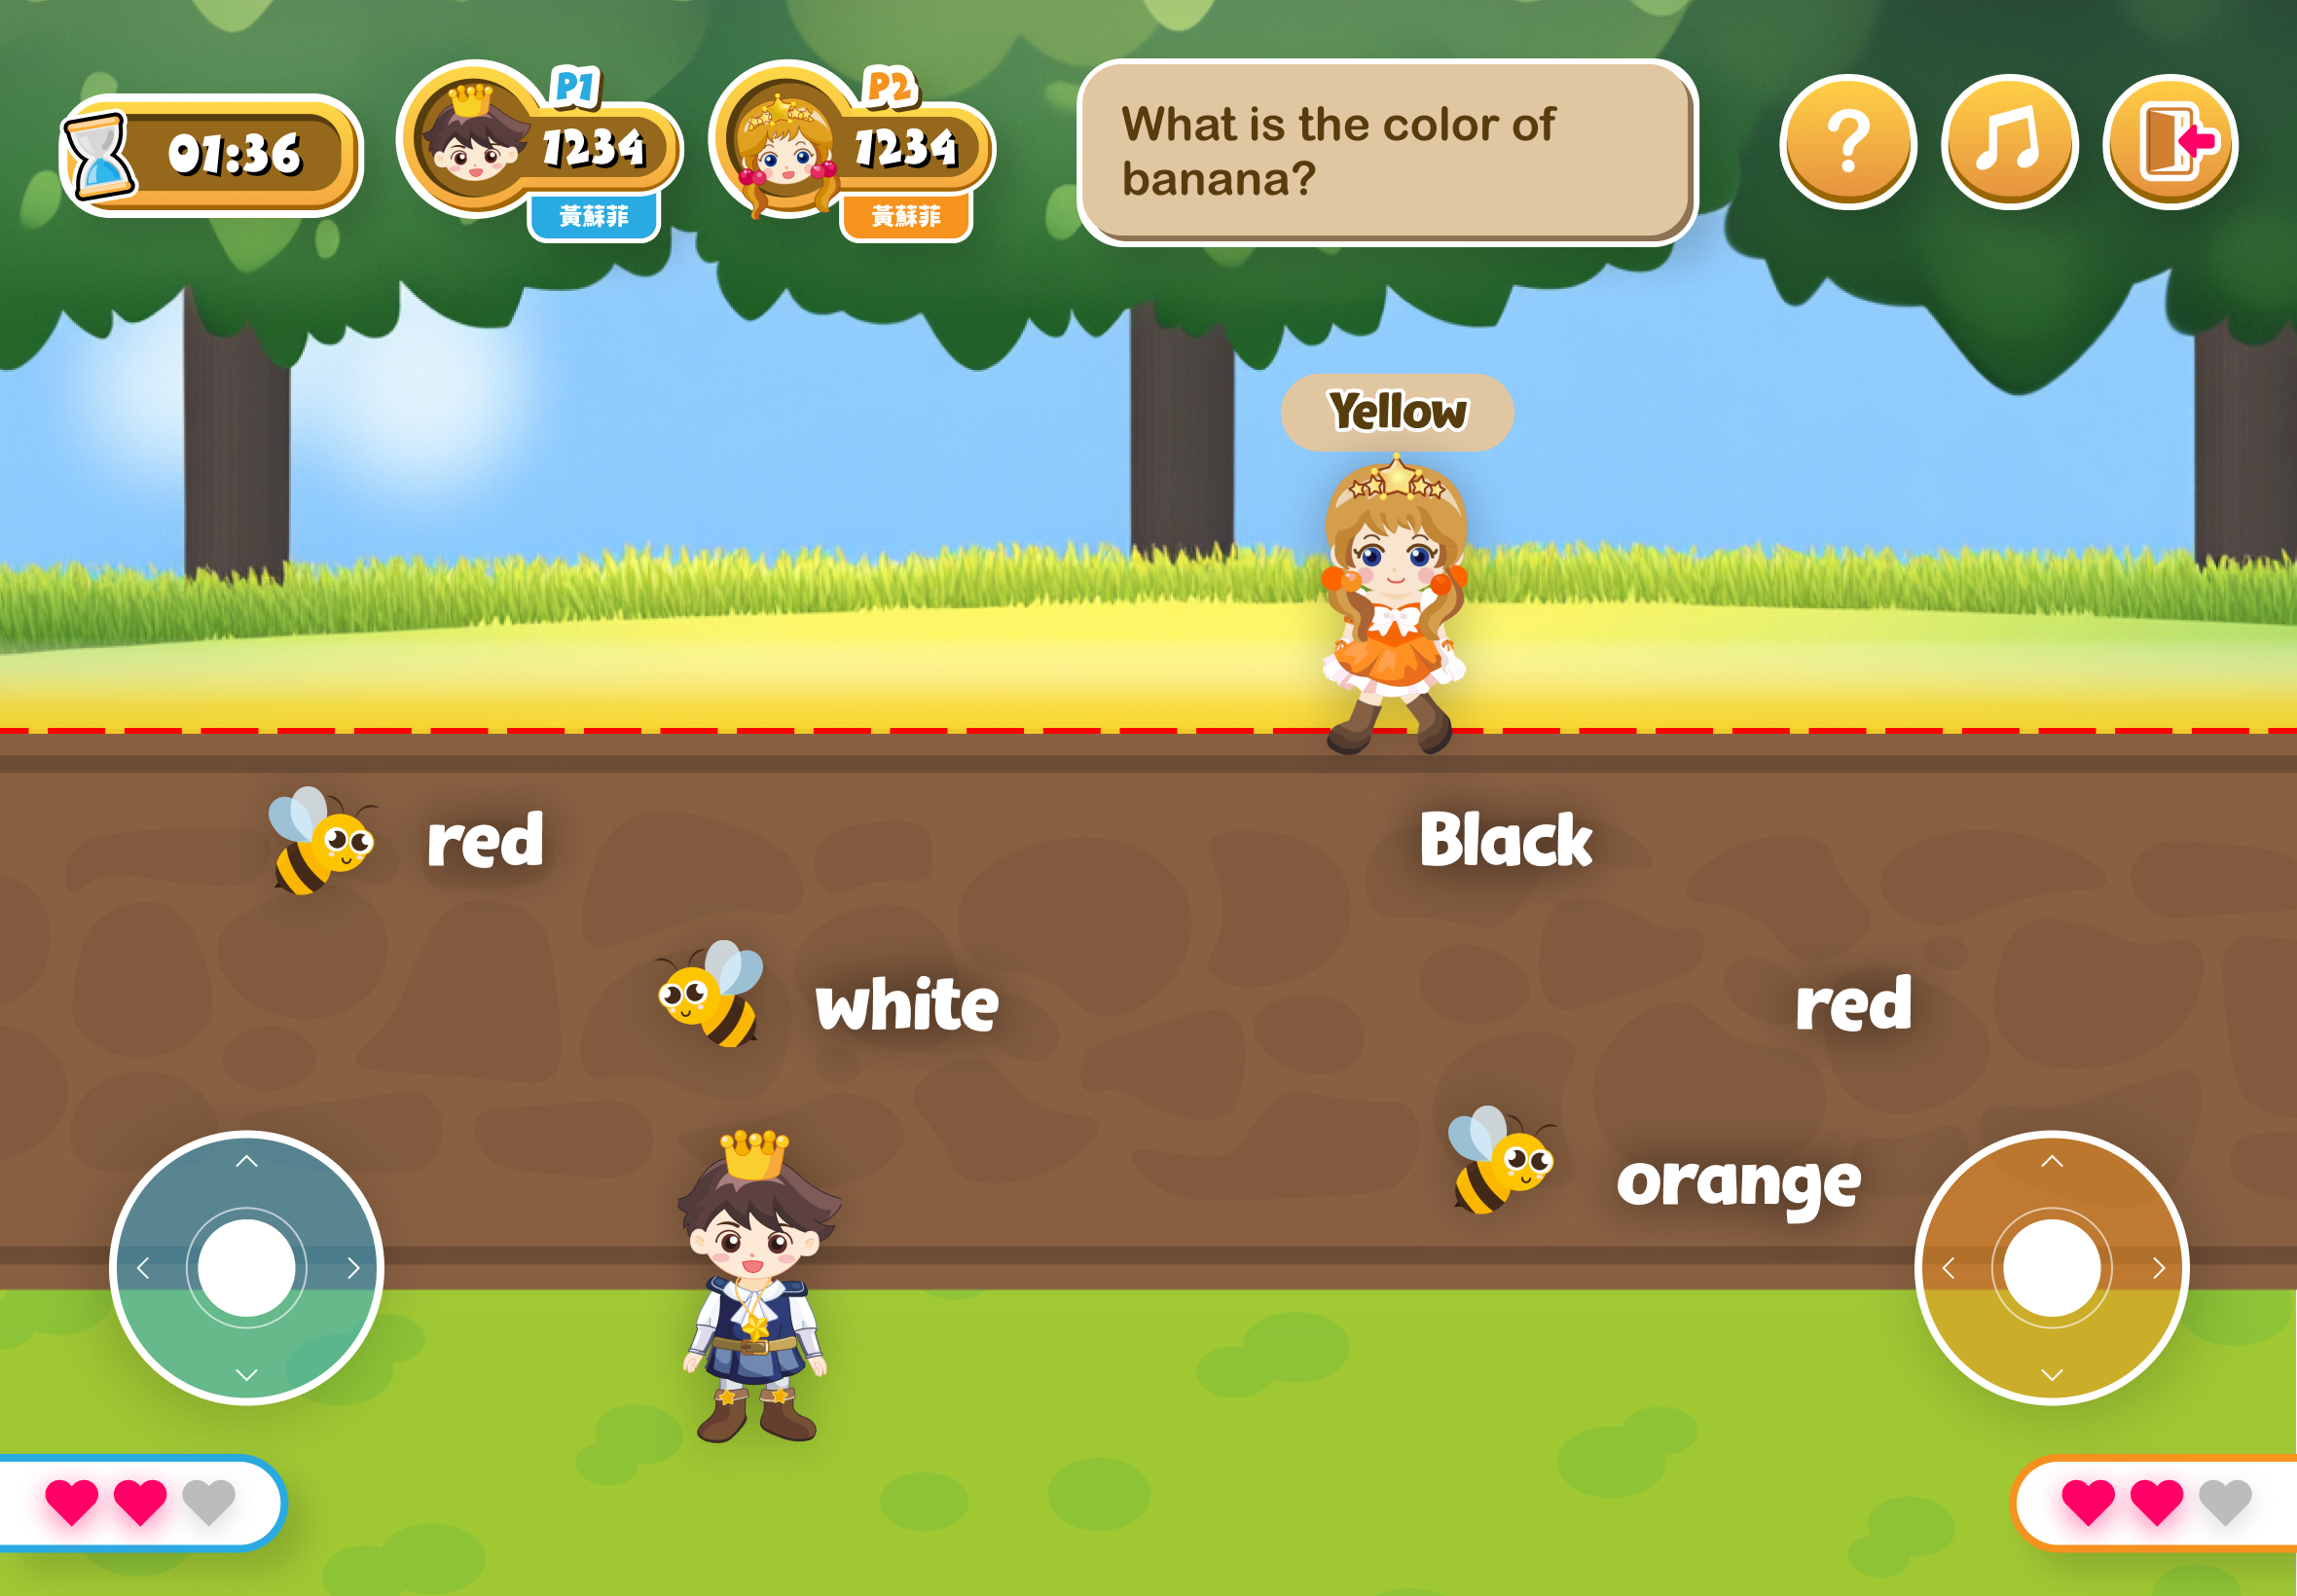 01:36
P1
1234
黃蘇菲
P2
1234
黃蘇菲
What is the color of
banana?
?
Yellow
red
Black
white
red
orange